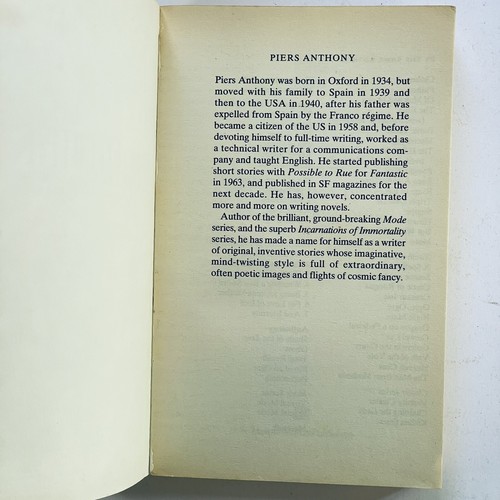 PIERS ANTHONY
Piers Anthony was born in Oxford in 1934, but
moved with his family to Spain in 1939 and
then to the USA in 1940, after his father was
expelled from Spain by the Franco régime. He
became a citizen of the US in 1958 and, before
devoting himself to full-time writing, worked as
a technical writer for a communications com-
pany and taught English. He started publishing
short stories with Possible to Rue for Fantastic
in 1963, and published in SF magazines for the
next decade. He has, however, concentrated
more and more on writing novels.
Author of the brilliant, ground-breaking Mode
series, and the superb Incarnations of Immortality
series, he has made a name for himself as a writer
of original, inventive stories whose imaginative,
mind-twisting style is full of extraordinary,
often poetic images and flights of cosmic fancy.